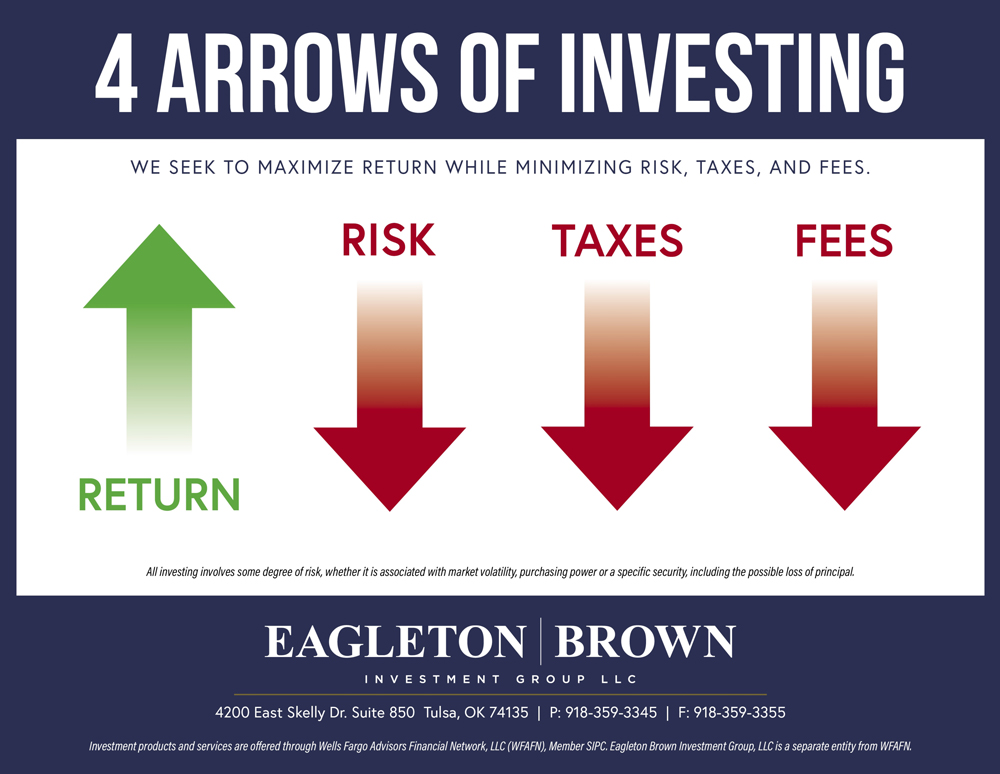 4 ARROWS OF INVESTING
WE SEEK TO MAXIMIZE RETURN WHILE MINIMIZING RISK, TAXES, AND FEES.
RETURN
RISK
TAXES
FEES
All investing involves some degree of risk, whether it is associated with market volatility, purchasing power or a specific security, including the possible loss of principal.
EAGLETON | BROWN
INVESTMENT GROUP LLC
4200 East Skelly Dr. Suite 850 Tulsa, OK 74135 | P: 918-359-3345 | F: 918-359-3355
Investment products and services are offered through Wells Fargo Advisors Financial Network, LLC (WFAFN), Member SIPC. Eagleton Brown Investment Group, LLC is a separate entity from WFAFN.